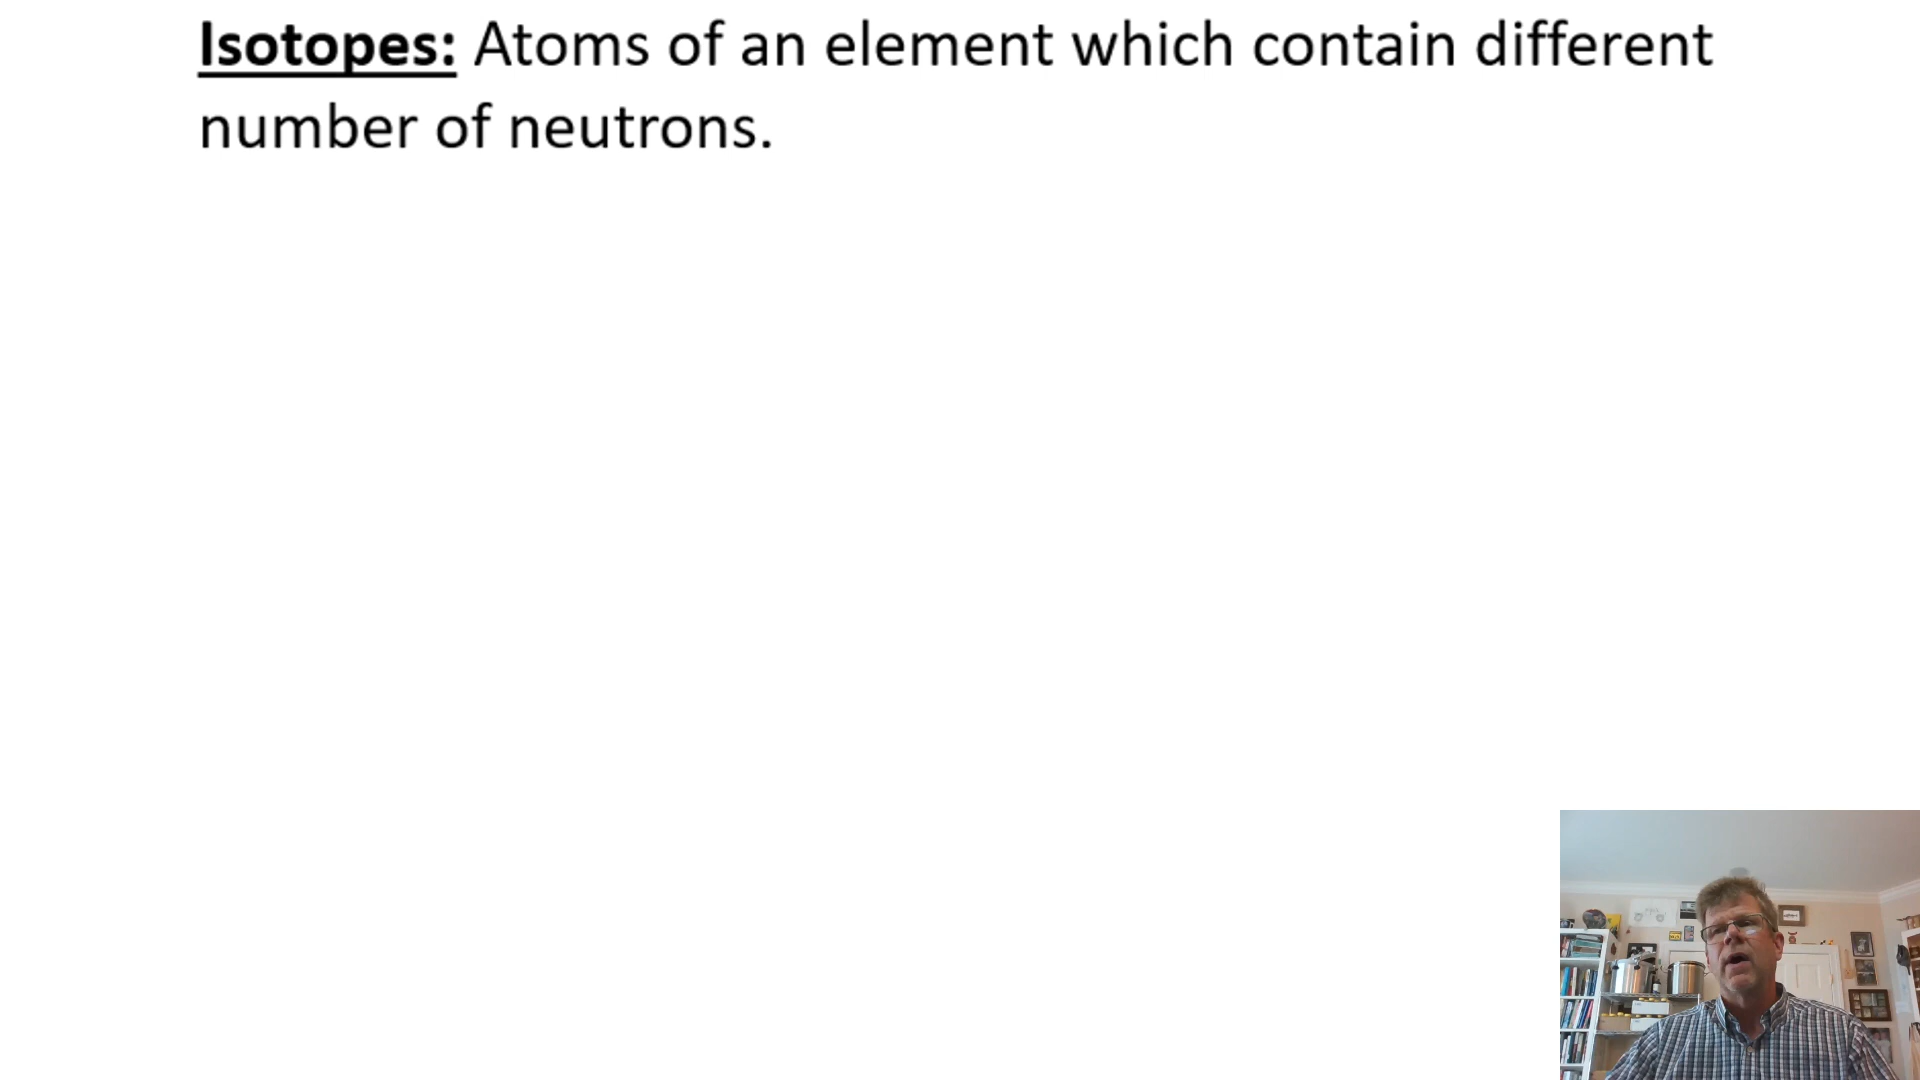 Isotopes: Atoms of an element which contain different
number of neutrons.